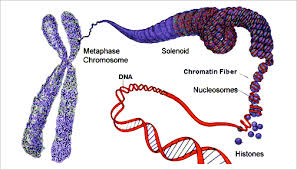 Metaphase
Chromosome
Solenoid
Chromatin Fiber
DNA
Nucleosomes
Histones